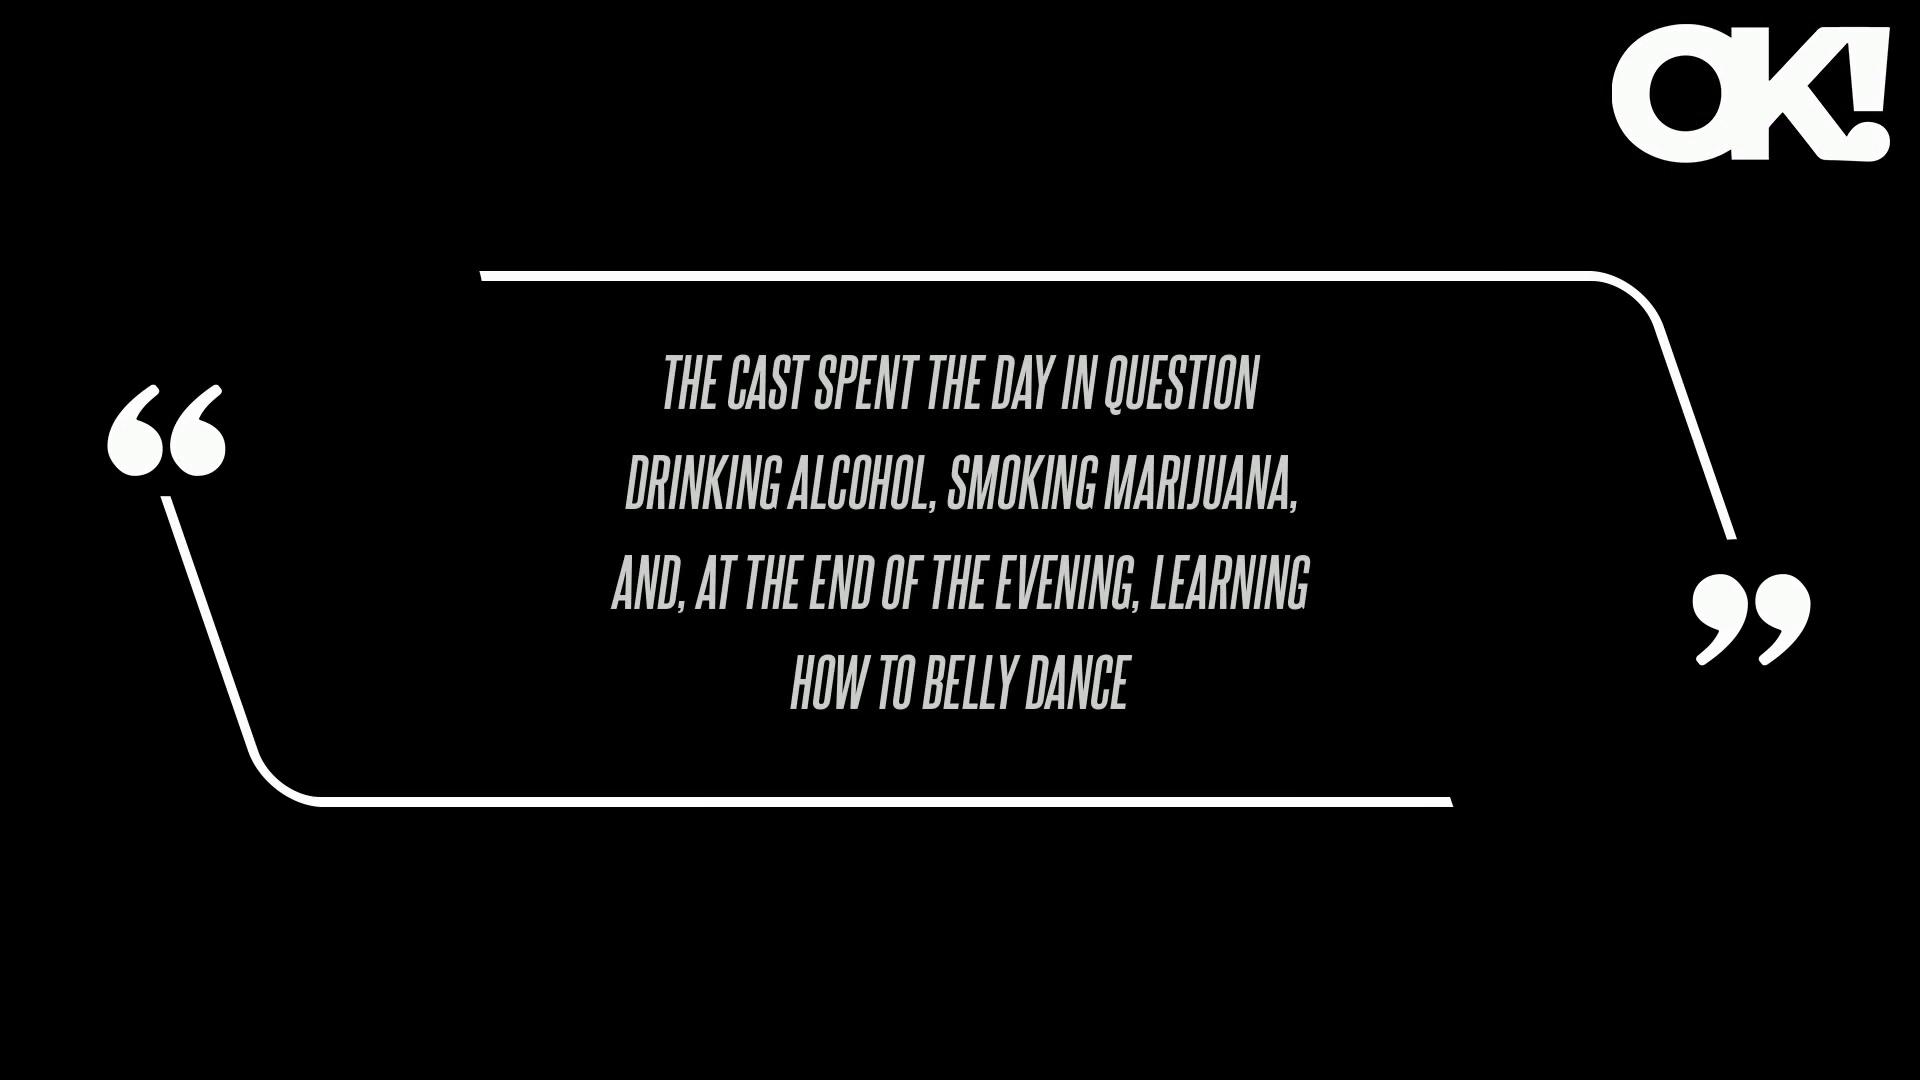 OK!
THE CAST SPENT THE DAY IN QUESTION
DRINKING ALCOHOL, SMOKING MARIJUANA,
AND, AT THE END OF THE EVENING, LEARNING
HOW TO BELLY DANCE